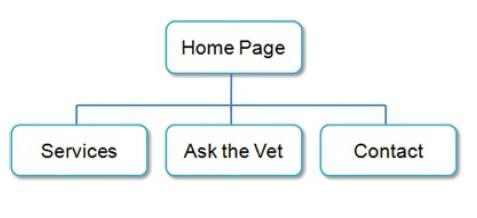 Home Page
Services
Ask the Vet
Contact